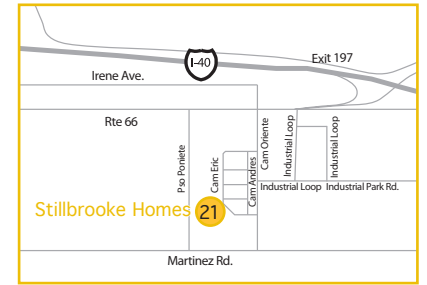 I-40
Exit 197
Irene Ave.
Rte 66
Pso Poniete
Cam Eric
Cam Andres
Cam Oriente
Industrial Loop
Industrial Loop
Industrial Loop
Industrial Park Rd.
Stillbrooke Homes
21
Martinez Rd.